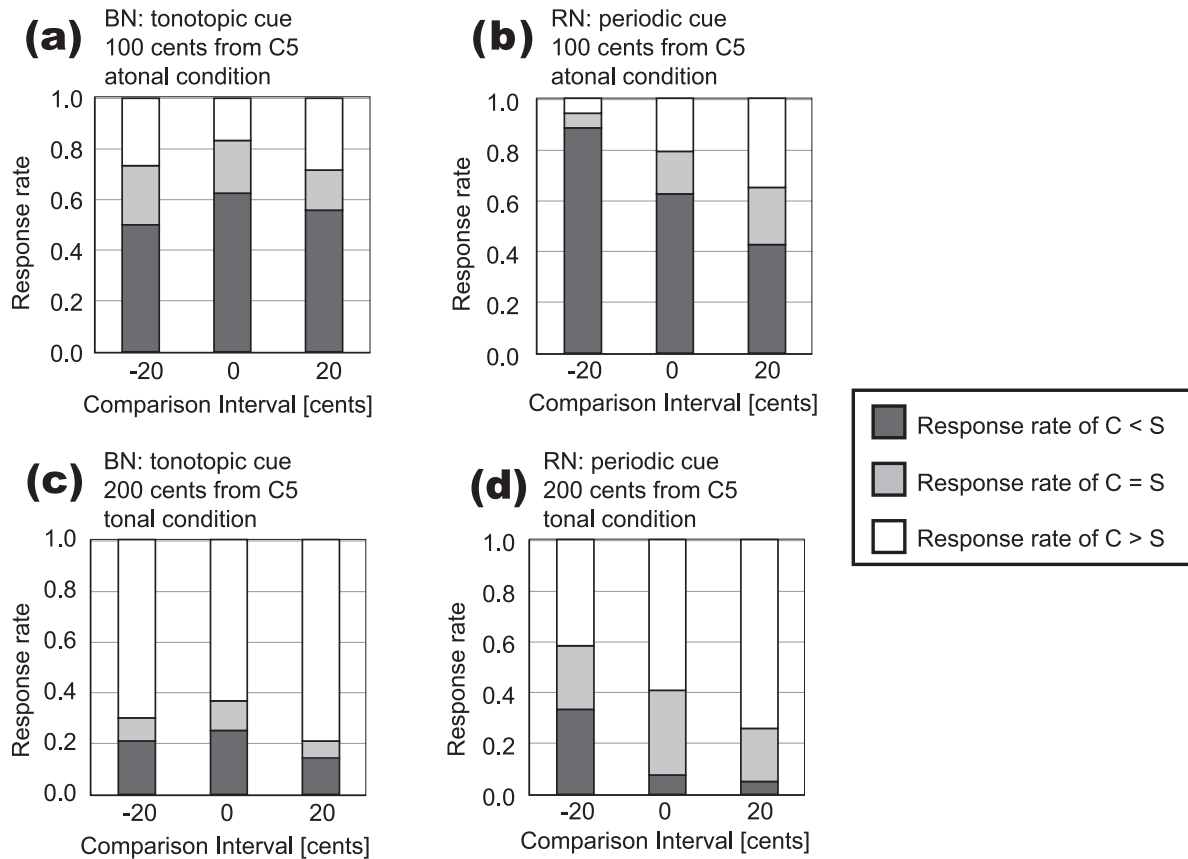 (a)
BN: tonotopic cue
100 cents from C5
atonal condition
1.0
0.8
0.6
0.4
0.2
0.0
Response rate
-20 0 20
Comparison Interval [cents]
(b)
RN: periodic cue
100 cents from C5
atonal condition
1.0
0.8
0.6
0.4
0.2
0.0
Response rate
-20 0 20
Comparison Interval [cents]
(c)
BN: tonotopic cue
200 cents from C5
tonal condition
1.0
0.8
0.6
0.4
0.2
0.0
Response rate
-20 0 20
Comparison Interval [cents]
(d)
RN: periodic cue
200 cents from C5
tonal condition
1.0
0.8
0.6
0.4
0.2
0.0
Response rate
-20 0 20
Comparison Interval [cents]
Response rate of C < S
Response rate of C = S
Response rate of C > S